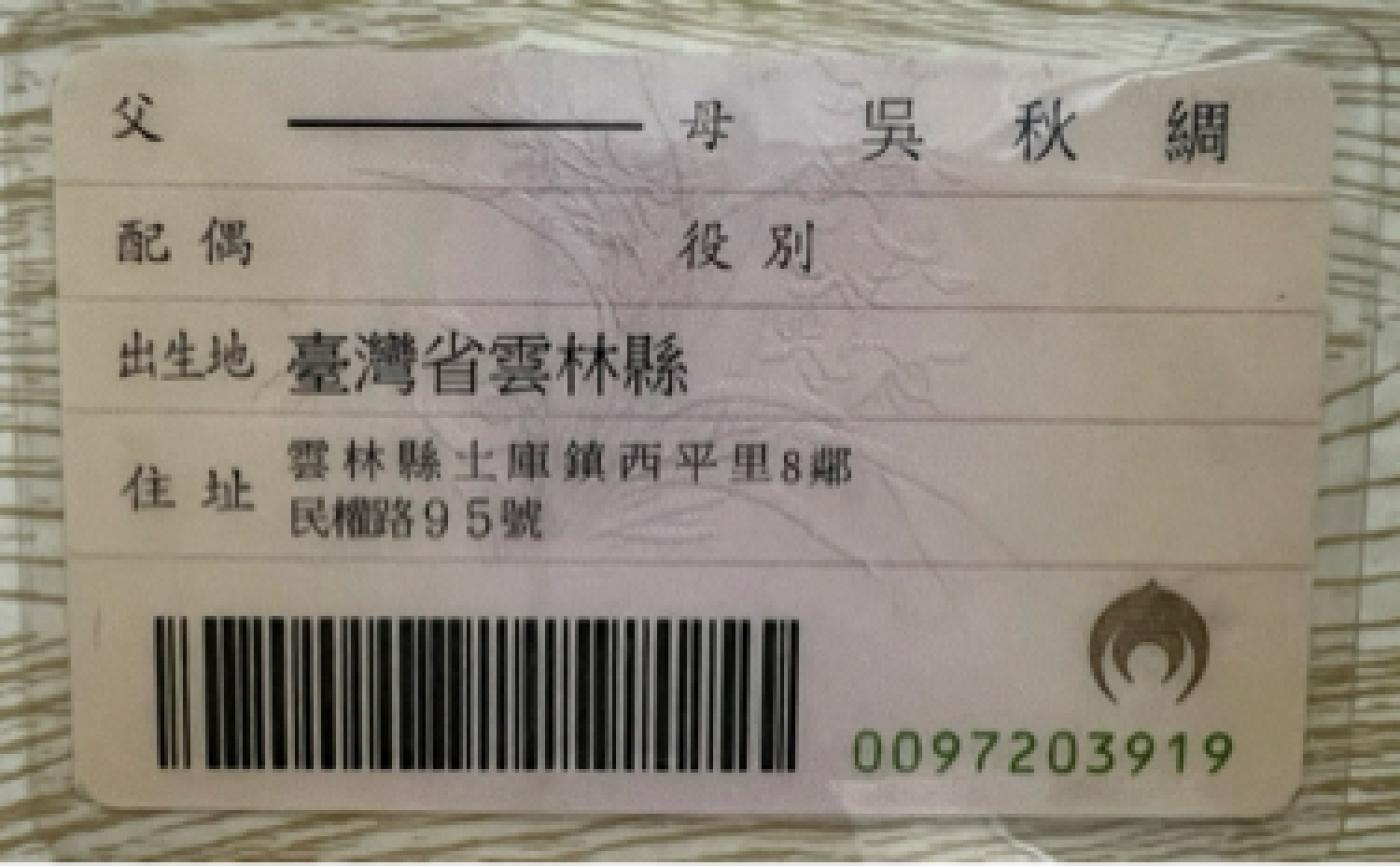 父 母 吳秋綢
配偶 役別
出生地 臺灣省雲林縣
住址 雲林縣土庫鎮西平里8鄰
民權路95號
0097203919